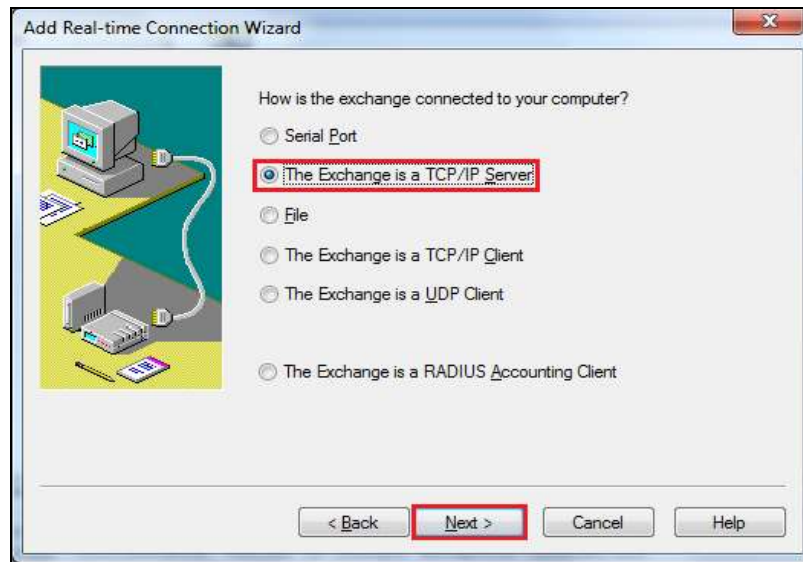 Add Real-time Connection Wizard
How is the exchange connected to your computer?
Serial Port
The Exchange is a TCP/IP Server
File
The Exchange is a TCP/IP Client
The Exchange is a UDP Client
The Exchange is a RADIUS Accounting Client
< Back
Next >
Cancel
Help